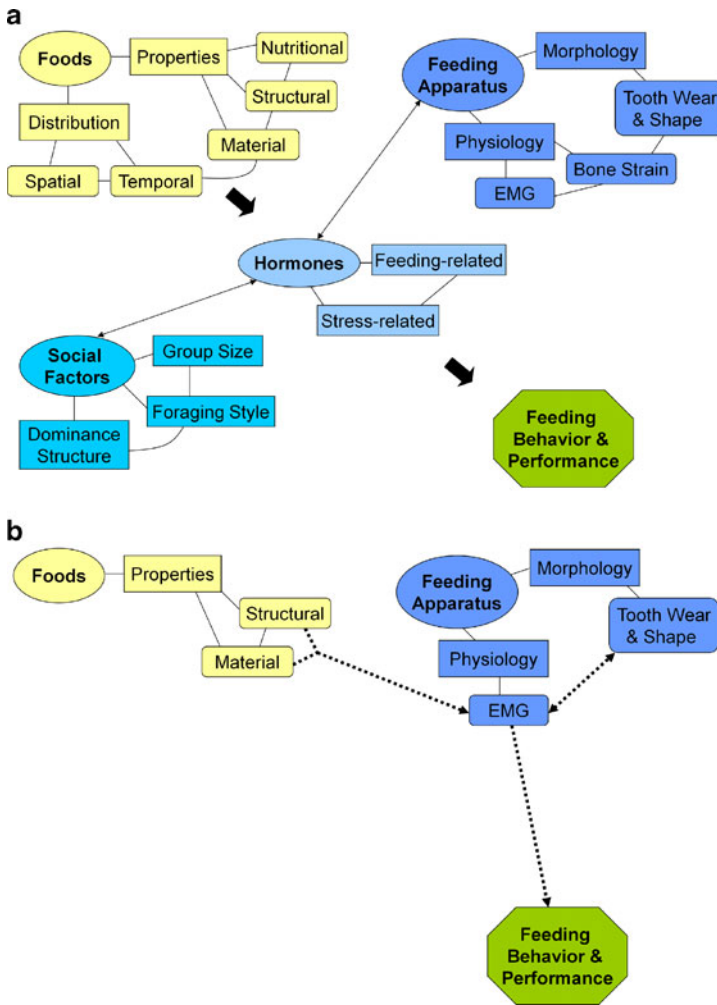 a
Foods
Properties
Nutritional
Structural
Material
Distribution
Spatial
Temporal
Feeding
Apparatus
Morphology
Tooth Wear
& Shape
Physiology
Bone Strain
EMG
Hormones
Feeding-related
Stress-related
Social
Factors
Group Size
Foraging Style
Dominance
Structure
Feeding
Behavior &
Performance
b
Foods
Properties
Structural
Material
Feeding
Apparatus
Morphology
Tooth Wear
& Shape
Physiology
EMG
Feeding
Behavior &
Performance